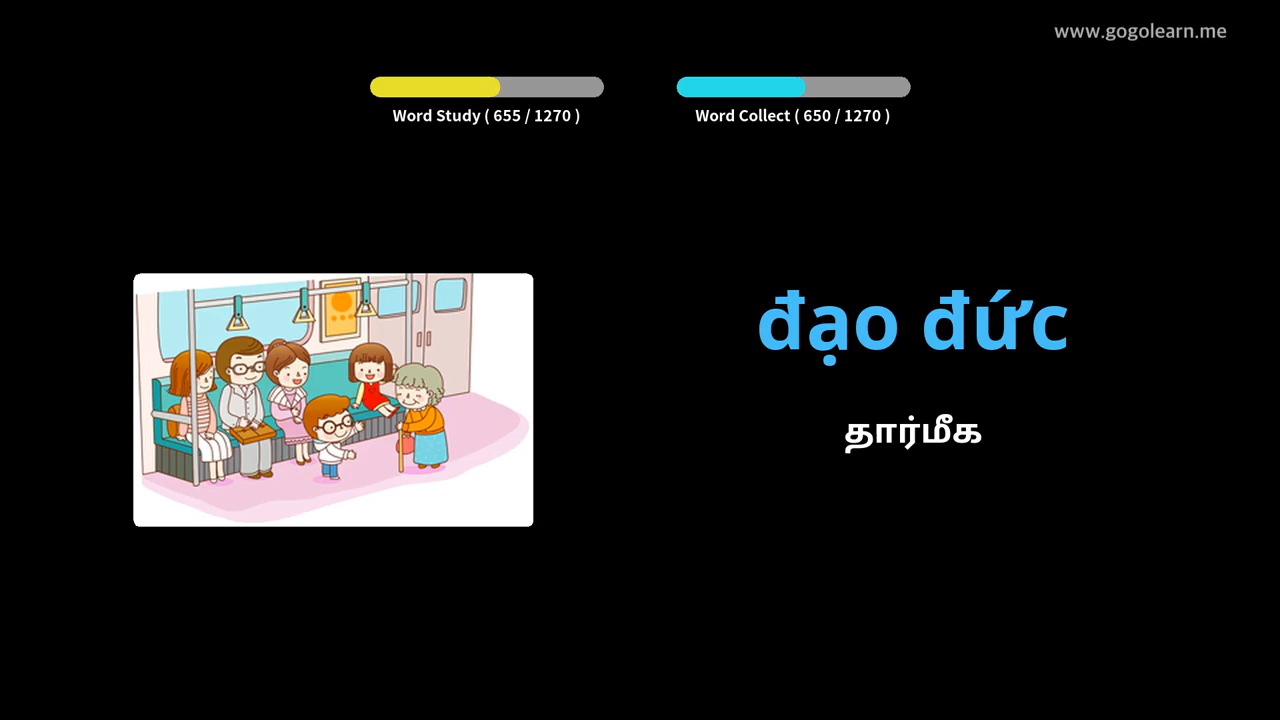 www.gogolearn.me
Word Study ( 655 / 1270 )
Word Collect ( 650 / 1270 )
đạo đức
தார்மீக